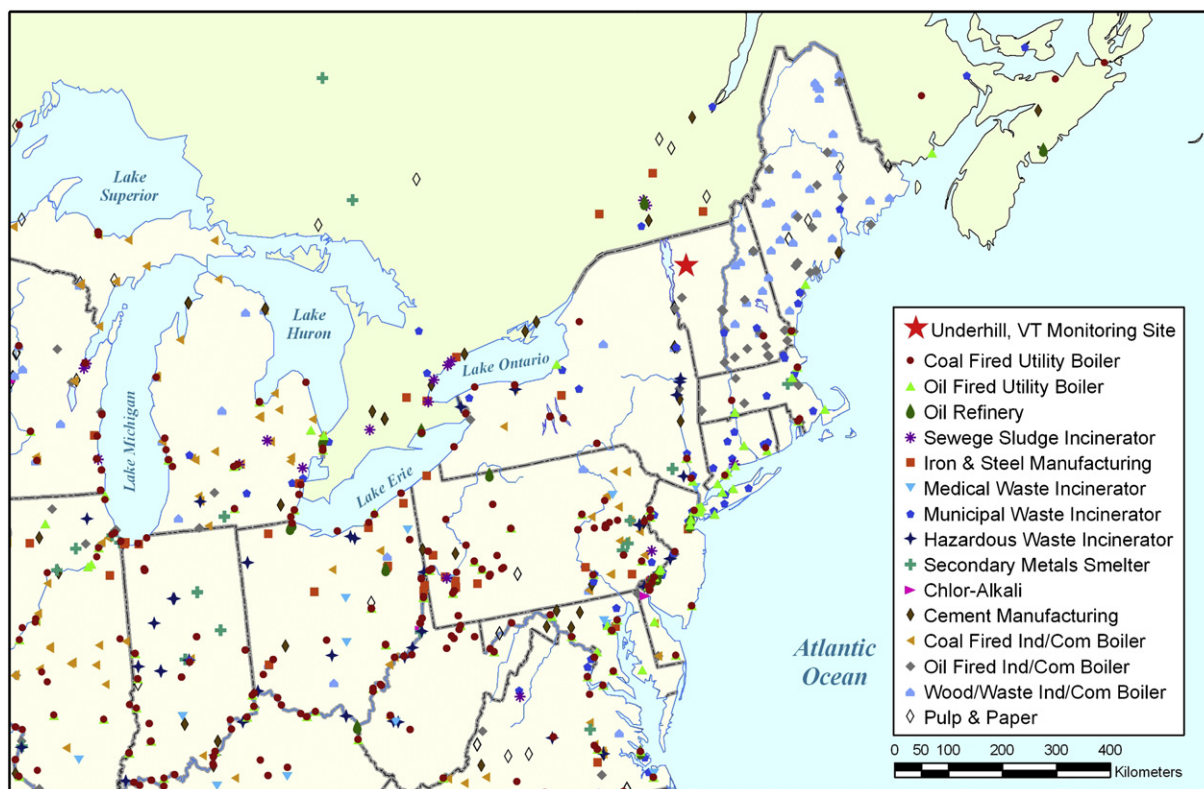 Lake
Superior
Lake
Huron
Lake Ontario
Lake Michigan
Lake Erie
Atlantic
Ocean
Underhill, VT Monitoring Site
Coal Fired Utility Boiler
Oil Fired Utility Boiler
Oil Refinery
Sewege Sludge Incinerator
Iron & Steel Manufacturing
Medical Waste Incinerator
Municipal Waste Incinerator
Hazardous Waste Incinerator
Secondary Metals Smelter
Chlor-Alkali
Cement Manufacturing
Coal Fired Ind/Com Boiler
Oil Fired Ind/Com Boiler
Wood/Waste Ind/Com Boiler
Pulp & Paper
0 50 100 200 300 400
Kilometers